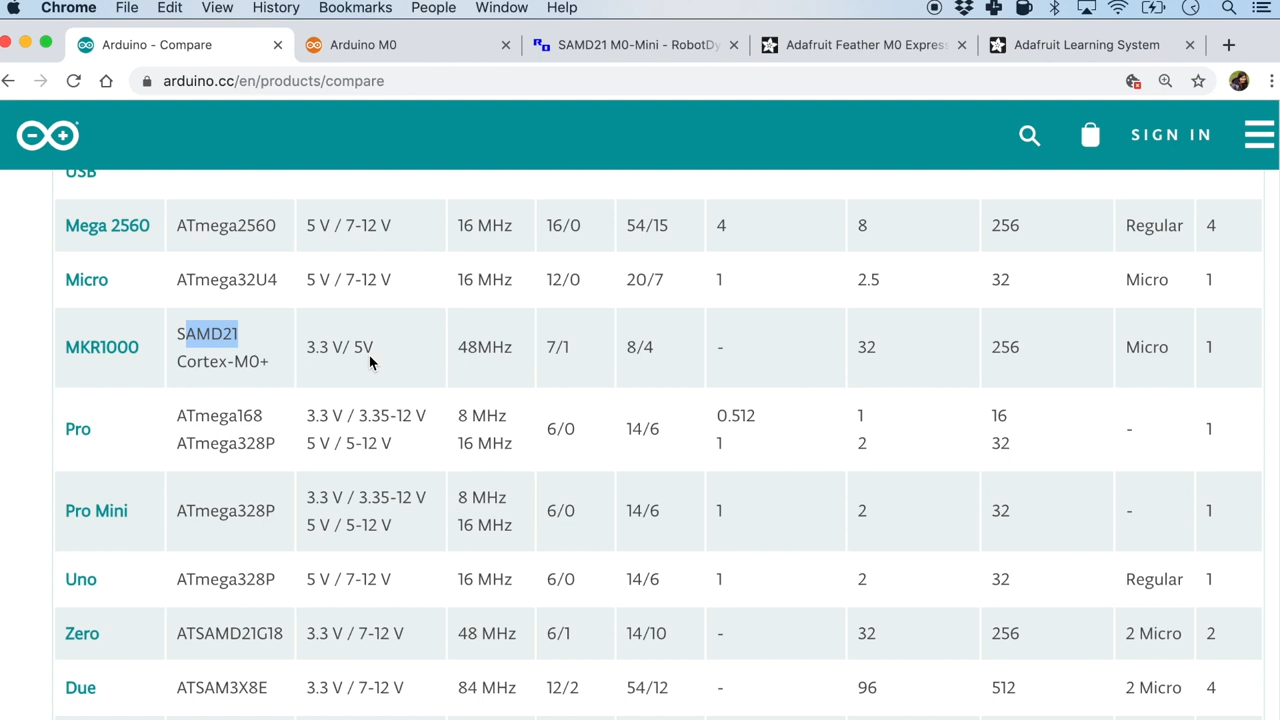 Chrome File Edit View History Bookmarks People Window Help
Arduino - Compare Arduino M0 SAMD21 M0-Mini - RobotDy Adafruit Feather M0 Expres Adafruit Learning System
arduino.cc/en/products/compare
SIGN IN
USB
Mega 2560 ATmega2560 5 V / 7-12 V 16 MHz 16/0 54/15 4 8 256 Regular 4
Micro ATmega32U4 5 V / 7-12 V 16 MHz 12/0 20/7 1 2.5 32 Micro 1
SAMD21
MKR1000 3.3 V/ 5V 48MHz 7/1 8/4 - 32 256 Micro 1
Cortex-M0+
ATmega168 3.3 V / 3.35-12 V 8 MHz 0.512 1 16
Pro 6/0 14/6 - 1
ATmega328P 5 V / 5-12 V 16 MHz 1 2 32
3.3 V / 3.35-12 V 8 MHz
Pro Mini ATmega328P 6/0 14/6 1 2 32 - 1
5 V / 5-12 V 16 MHz
Uno ATmega328P 5 V / 7-12 V 16 MHz 6/0 14/6 1 2 32 Regular 1
Zero ATSAMD21G18 3.3 V / 7-12 V 48 MHz 6/1 14/10 - 32 256 2 Micro 2
Due ATSAM3X8E 3.3 V / 7-12 V 84 MHz 12/2 54/12 - 96 512 2 Micro 4